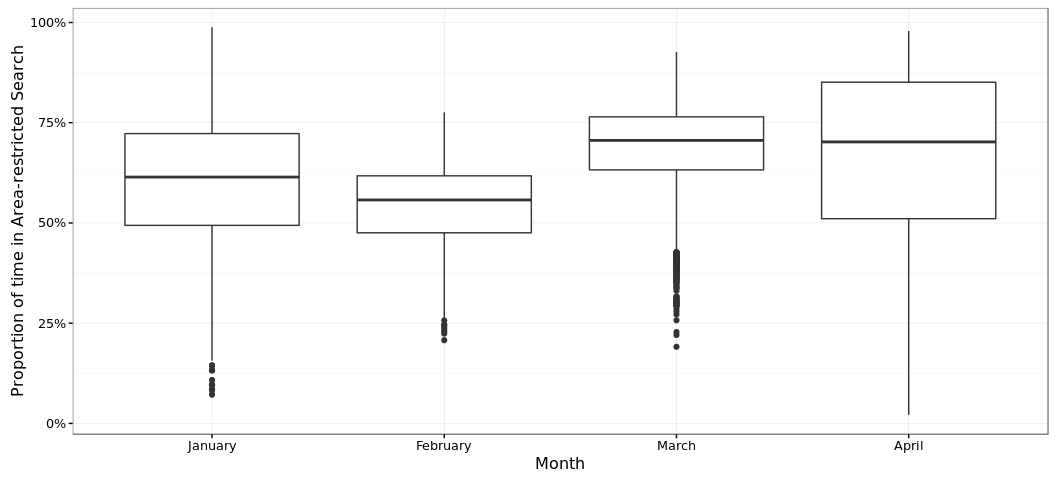 Proportion of time in Area-restricted Search
100%
75%
50%
25%
0%
January February March April
Month